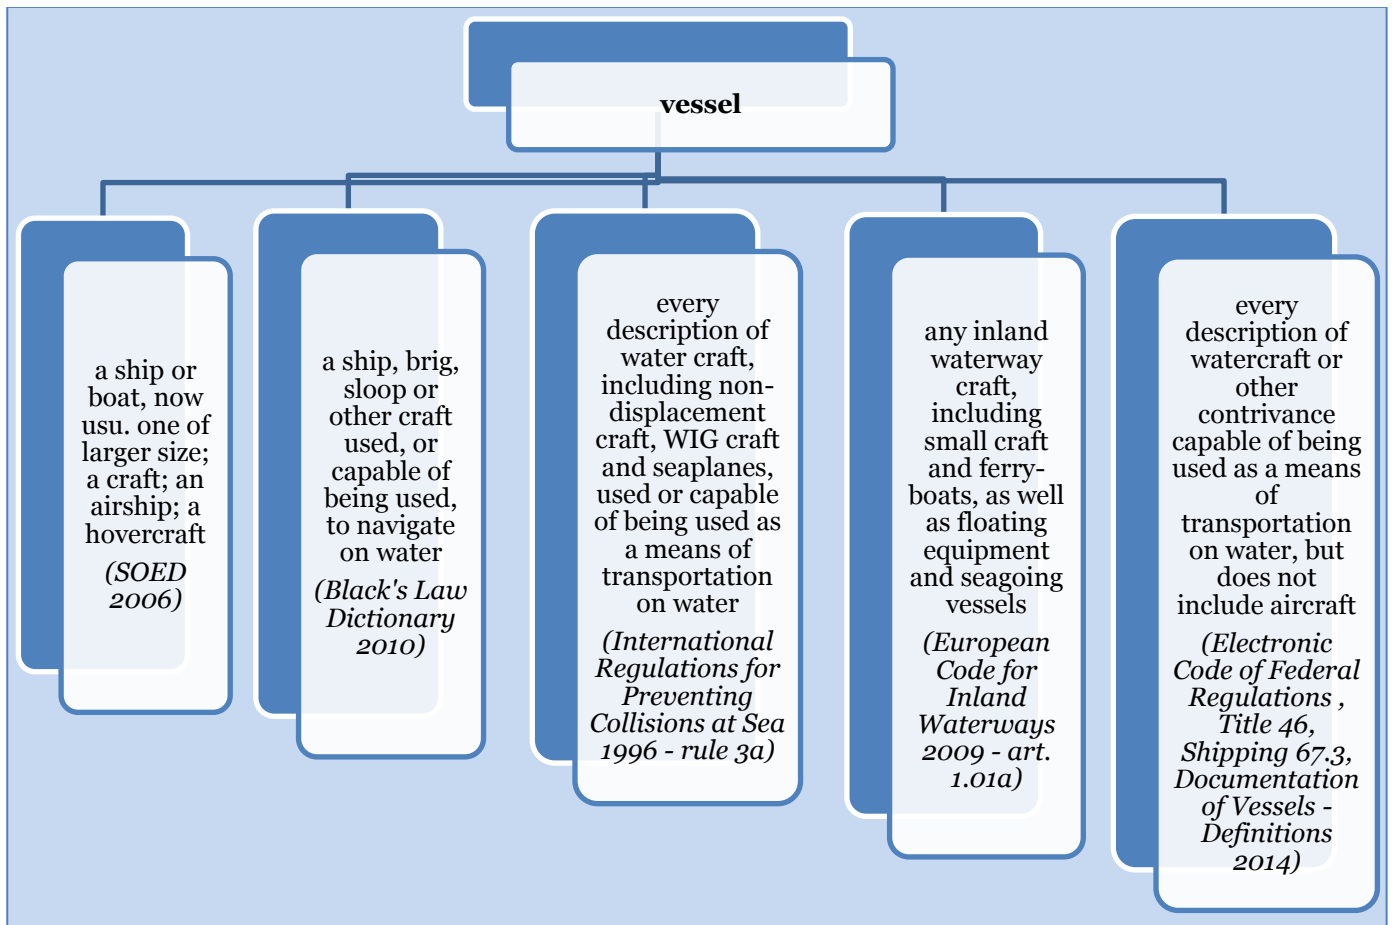 vessel
a ship or
boat, now
usu. one of
larger size;
a craft; an
airship; a
hovercraft
(SOED
2006)
a ship, brig,
sloop or
other craft
used, or
capable of
being used,
to navigate
on water
(Black's Law
Dictionary
2010)
every
description of
water craft,
including non-
displacement
craft, WIG craft
and seaplanes,
used or capable
of being used as
a means of
transportation
on water
(International
Regulations for
Preventing
Collisions at Sea
1996 - rule 3a)
any inland
waterway
craft,
including
small craft
and ferry-
boats, as well
as floating
equipment
and seagoing
vessels
(European
Code for
Inland
Waterways
2009 - art.
1.01a)
every
description of
watercraft or
other
contrivance
capable of being
used as a means
of
transportation
on water, but
does not
include aircraft
(Electronic
Code of Federal
Regulations ,
Title 46,
Shipping 67.3,
Documentation
of Vessels -
Definitions
2014)